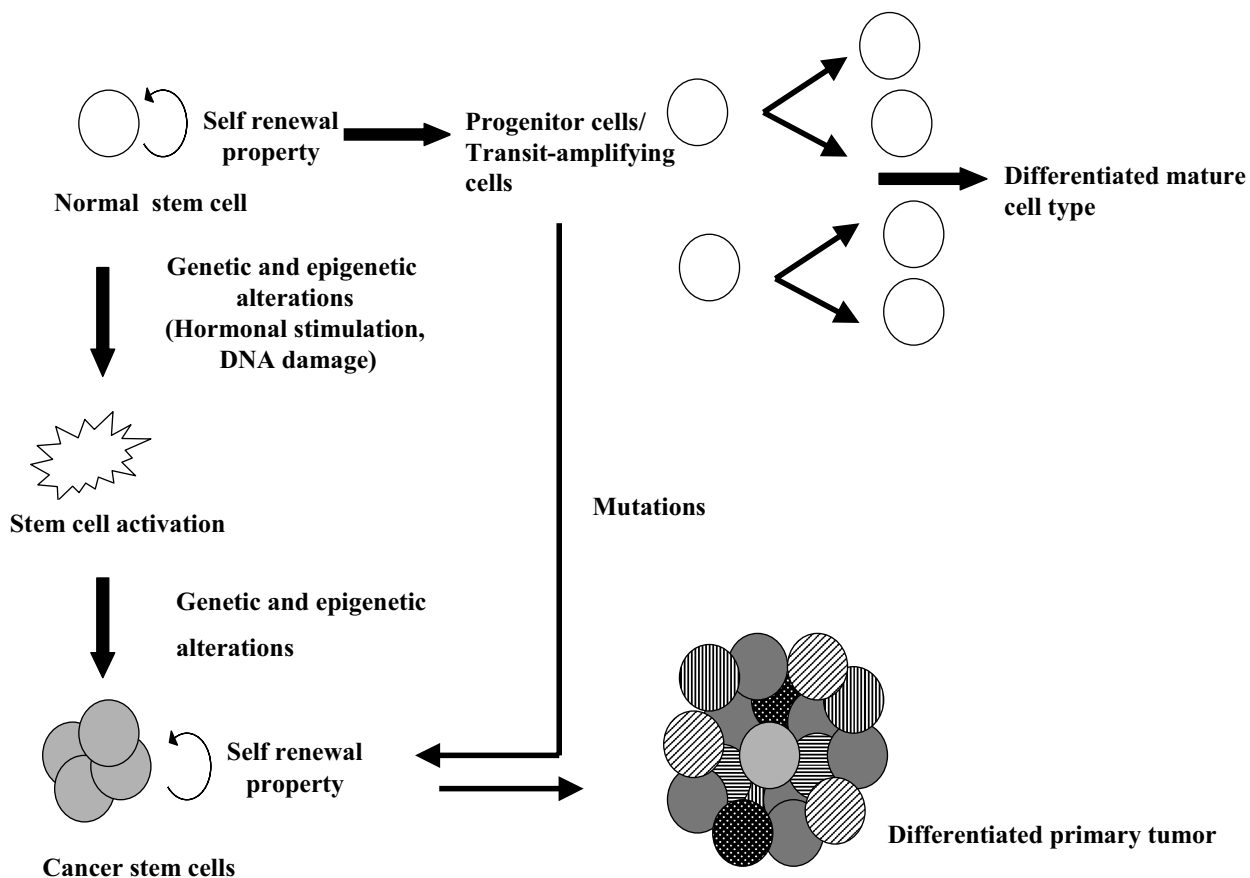 Self renewal
property
Progenitor cells/
Transit-amplifying
cells
Differentiated mature
cell type
Normal stem cell
Genetic and epigenetic
alterations
(Hormonal stimulation,
DNA damage)
Stem cell activation
Mutations
Genetic and epigenetic
alterations
Self renewal
property
Differentiated primary tumor
Cancer stem cells